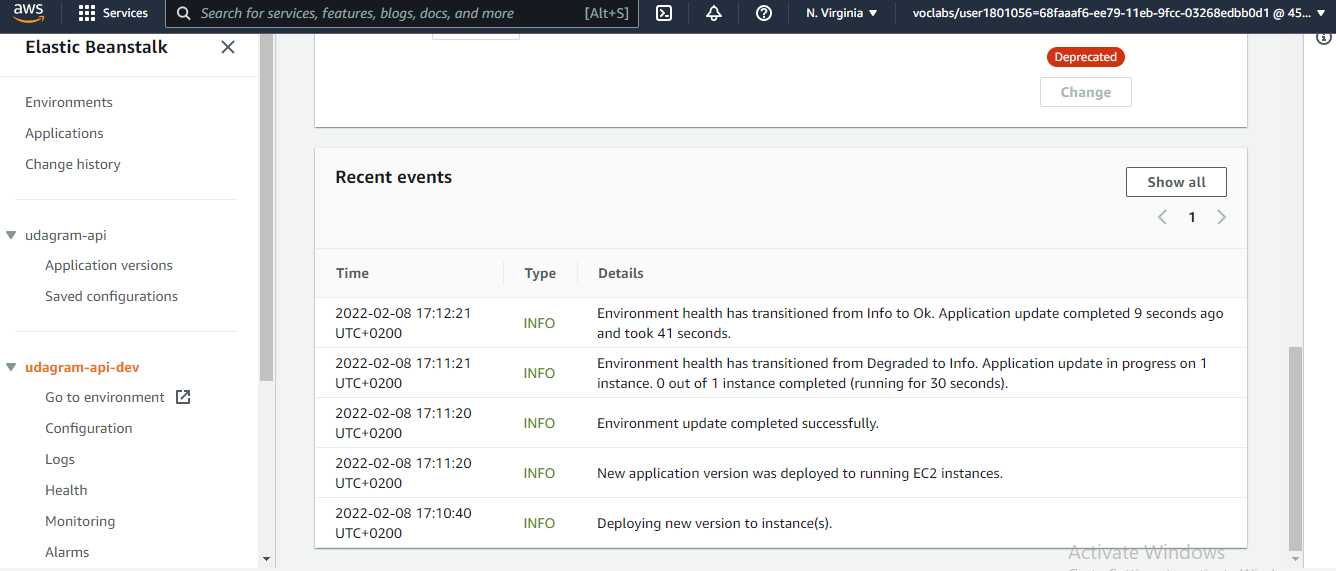 aws
Services
Search for services, features, blogs, docs, and more
[Alt+S]
N. Virginia
voclabs/user1801056=68faaaf6-ee79-11eb-9fcc-03268edbb0d1 @ 45...
Elastic Beanstalk
Environments
Applications
Change history
udagram-api
Application versions
Saved configurations
udagram-api-dev
Go to environment
Configuration
Logs
Health
Monitoring
Alarms
Deprecated
Change
Recent events
Show all
1
Time Type Details
2022-02-08 17:12:21
UTC+0200
INFO
Environment health has transitioned from Info to Ok. Application update completed 9 seconds ago
and took 41 seconds.
2022-02-08 17:11:21
UTC+0200
INFO
Environment health has transitioned from Degraded to Info. Application update in progress on 1
instance. 0 out of 1 instance completed (running for 30 seconds).
2022-02-08 17:11:20
UTC+0200
INFO
Environment update completed successfully.
2022-02-08 17:11:20
UTC+0200
INFO
New application version was deployed to running EC2 instances.
2022-02-08 17:10:40
UTC+0200
INFO
Deploying new version to instance(s).
Activate Windows